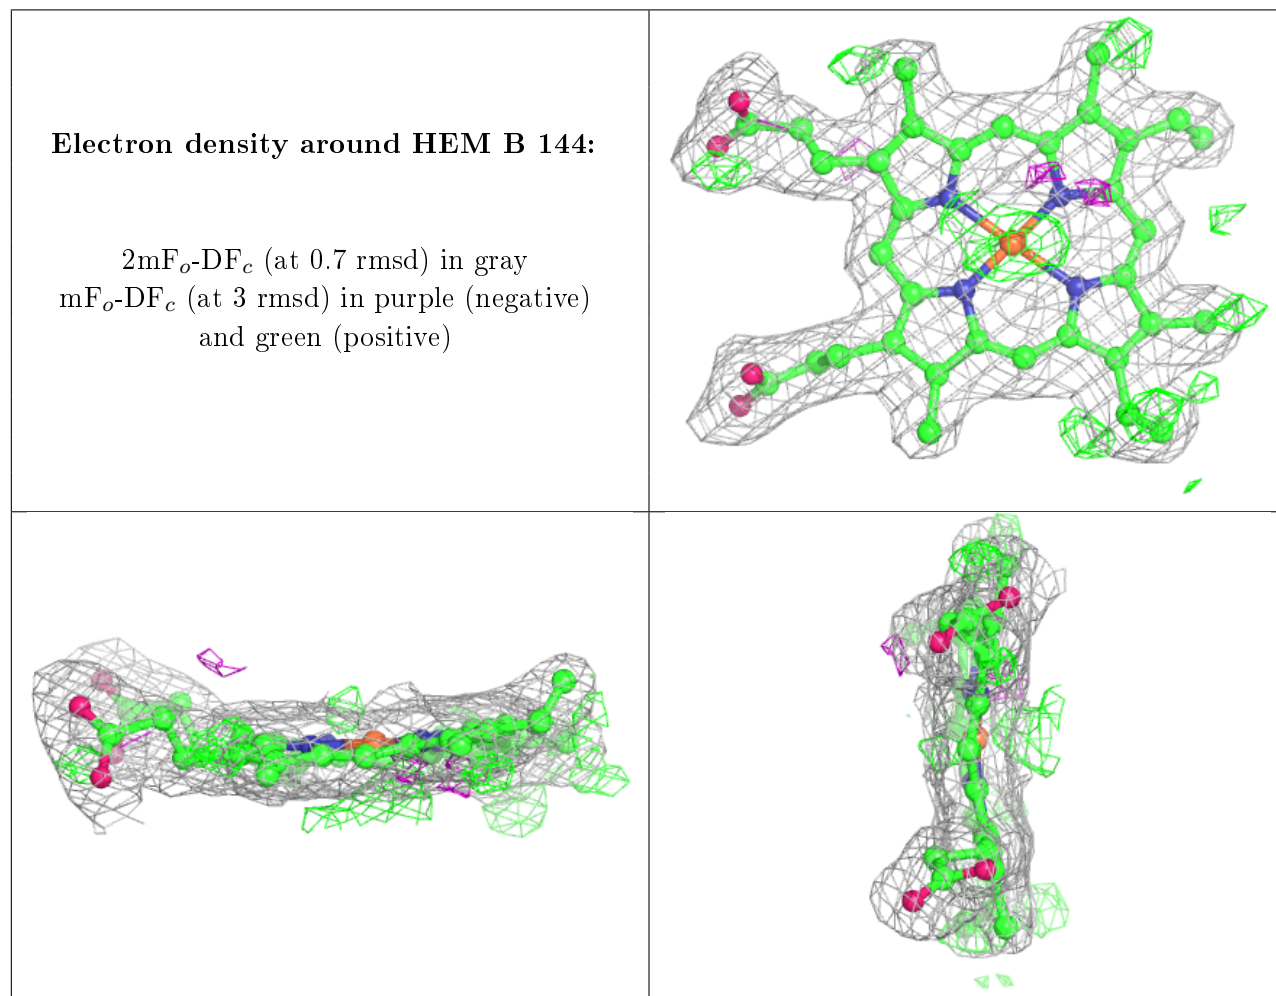 Electron density around HEM B 144:
2mFo-DFc (at 0.7 rmsd) in gray
mFo-DFc (at 3 rmsd) in purple (negative)
and green (positive)